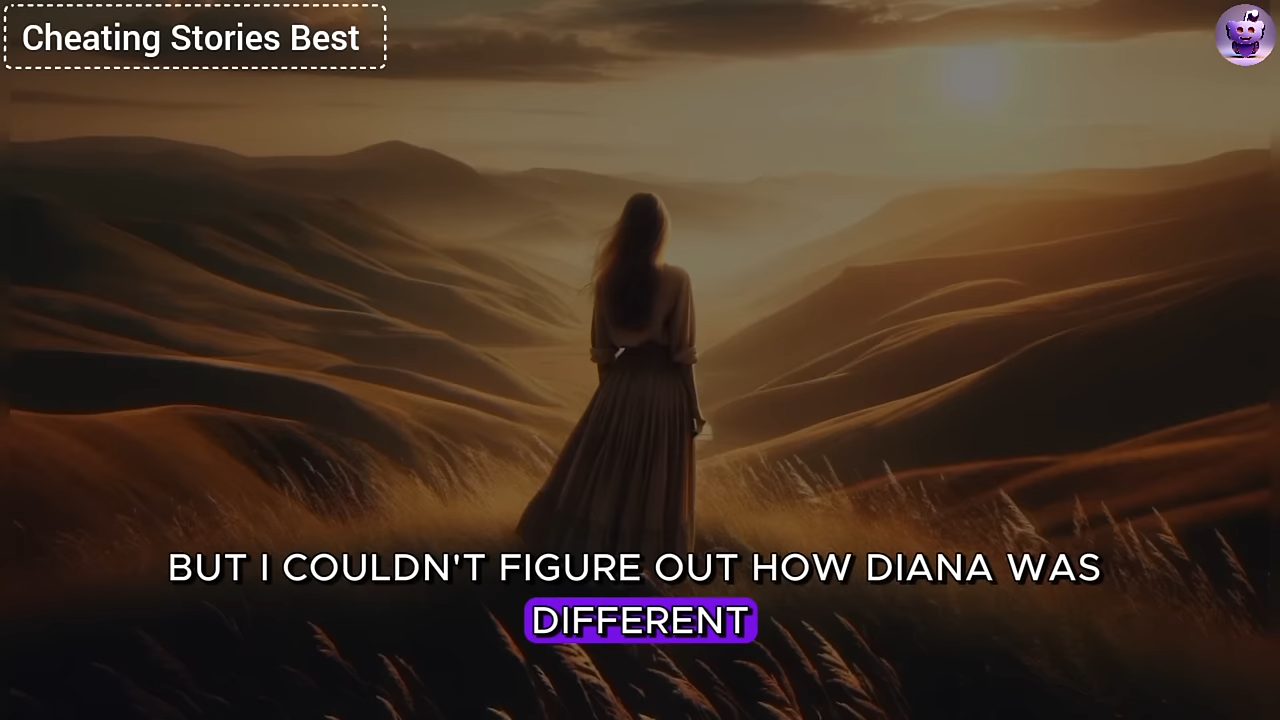 Cheating Stories Best
BUT I COULDN'T FIGURE OUT HOW DIANA WAS
DIFFERENT